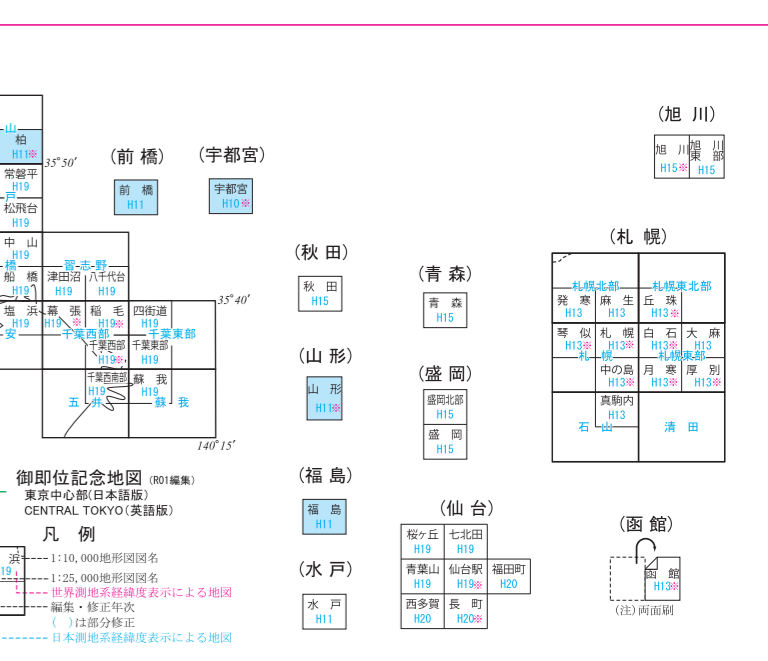 山
柏
H11※
35°50′
常磐平
H19
戸
松飛台
H19
中 山
H19
橋
船 橋
H19
習 志 野
津田沼
H19
八千代台
H19
塩 浜
H19
安
幕 張
H19 ※
稲 毛
H19※
四街道
H19
千葉西部
千葉東部
千葉西部
H19※
千葉東部
H19
千葉西南部
H19
蘇 我
H19
五 井
蘇 我
35°40′
140°15′
(前 橋)
前 橋
H11
(宇都宮)
宇都宮
H10※
(秋 田)
秋 田
H15
(山 形)
山 形
H11※
(福 島)
福 島
H11
(水 戸)
水 戸
H11
(青 森)
青 森
H15
(盛 岡)
盛岡北部
H15
盛 岡
H15
(仙 台)
桜ヶ丘
H19
七北田
H19
青葉山
H19
仙台駅
H19※
福田町
H20
西多賀
H20
長 町
H20※
(旭 川)
旭 川
H15※
旭 川
東 部
H15
(札 幌)
札幌北部
札幌東北部
発 寒
H13
麻 生
H13
丘 珠
H13※
琴 似
H13※
札 幌
H13※
白 石
H13※
大 麻
H13
札 幌
札幌東部
中の島
H13※
月 寒
H13※
厚 別
H13※
真駒内
H13
石 山
清 田
(函 館)
函 館
H13※
(注)両面刷
御即位記念地図 (R01編集)
東京中心部(日本語版)
CENTRAL TOKYO(英語版)
凡 例
浜
19
1:10,000地形図図名
1:25,000地形図図名
世界測地系経緯度表示による地図
編集・修正年次
( )は部分修正
日本測地系経緯度表示による地図